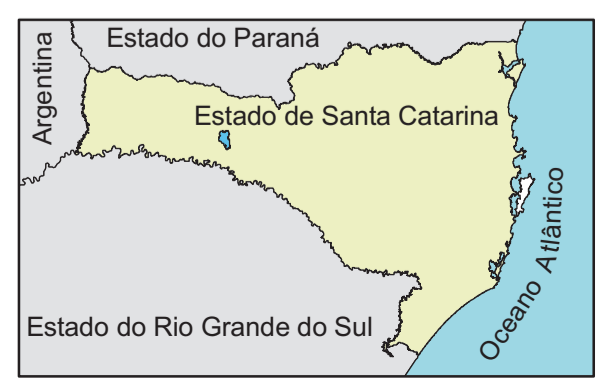 Estado do Paraná
Argentina
Estado de Santa Catarina
Oceano Atlântico
Estado do Rio Grande do Sul